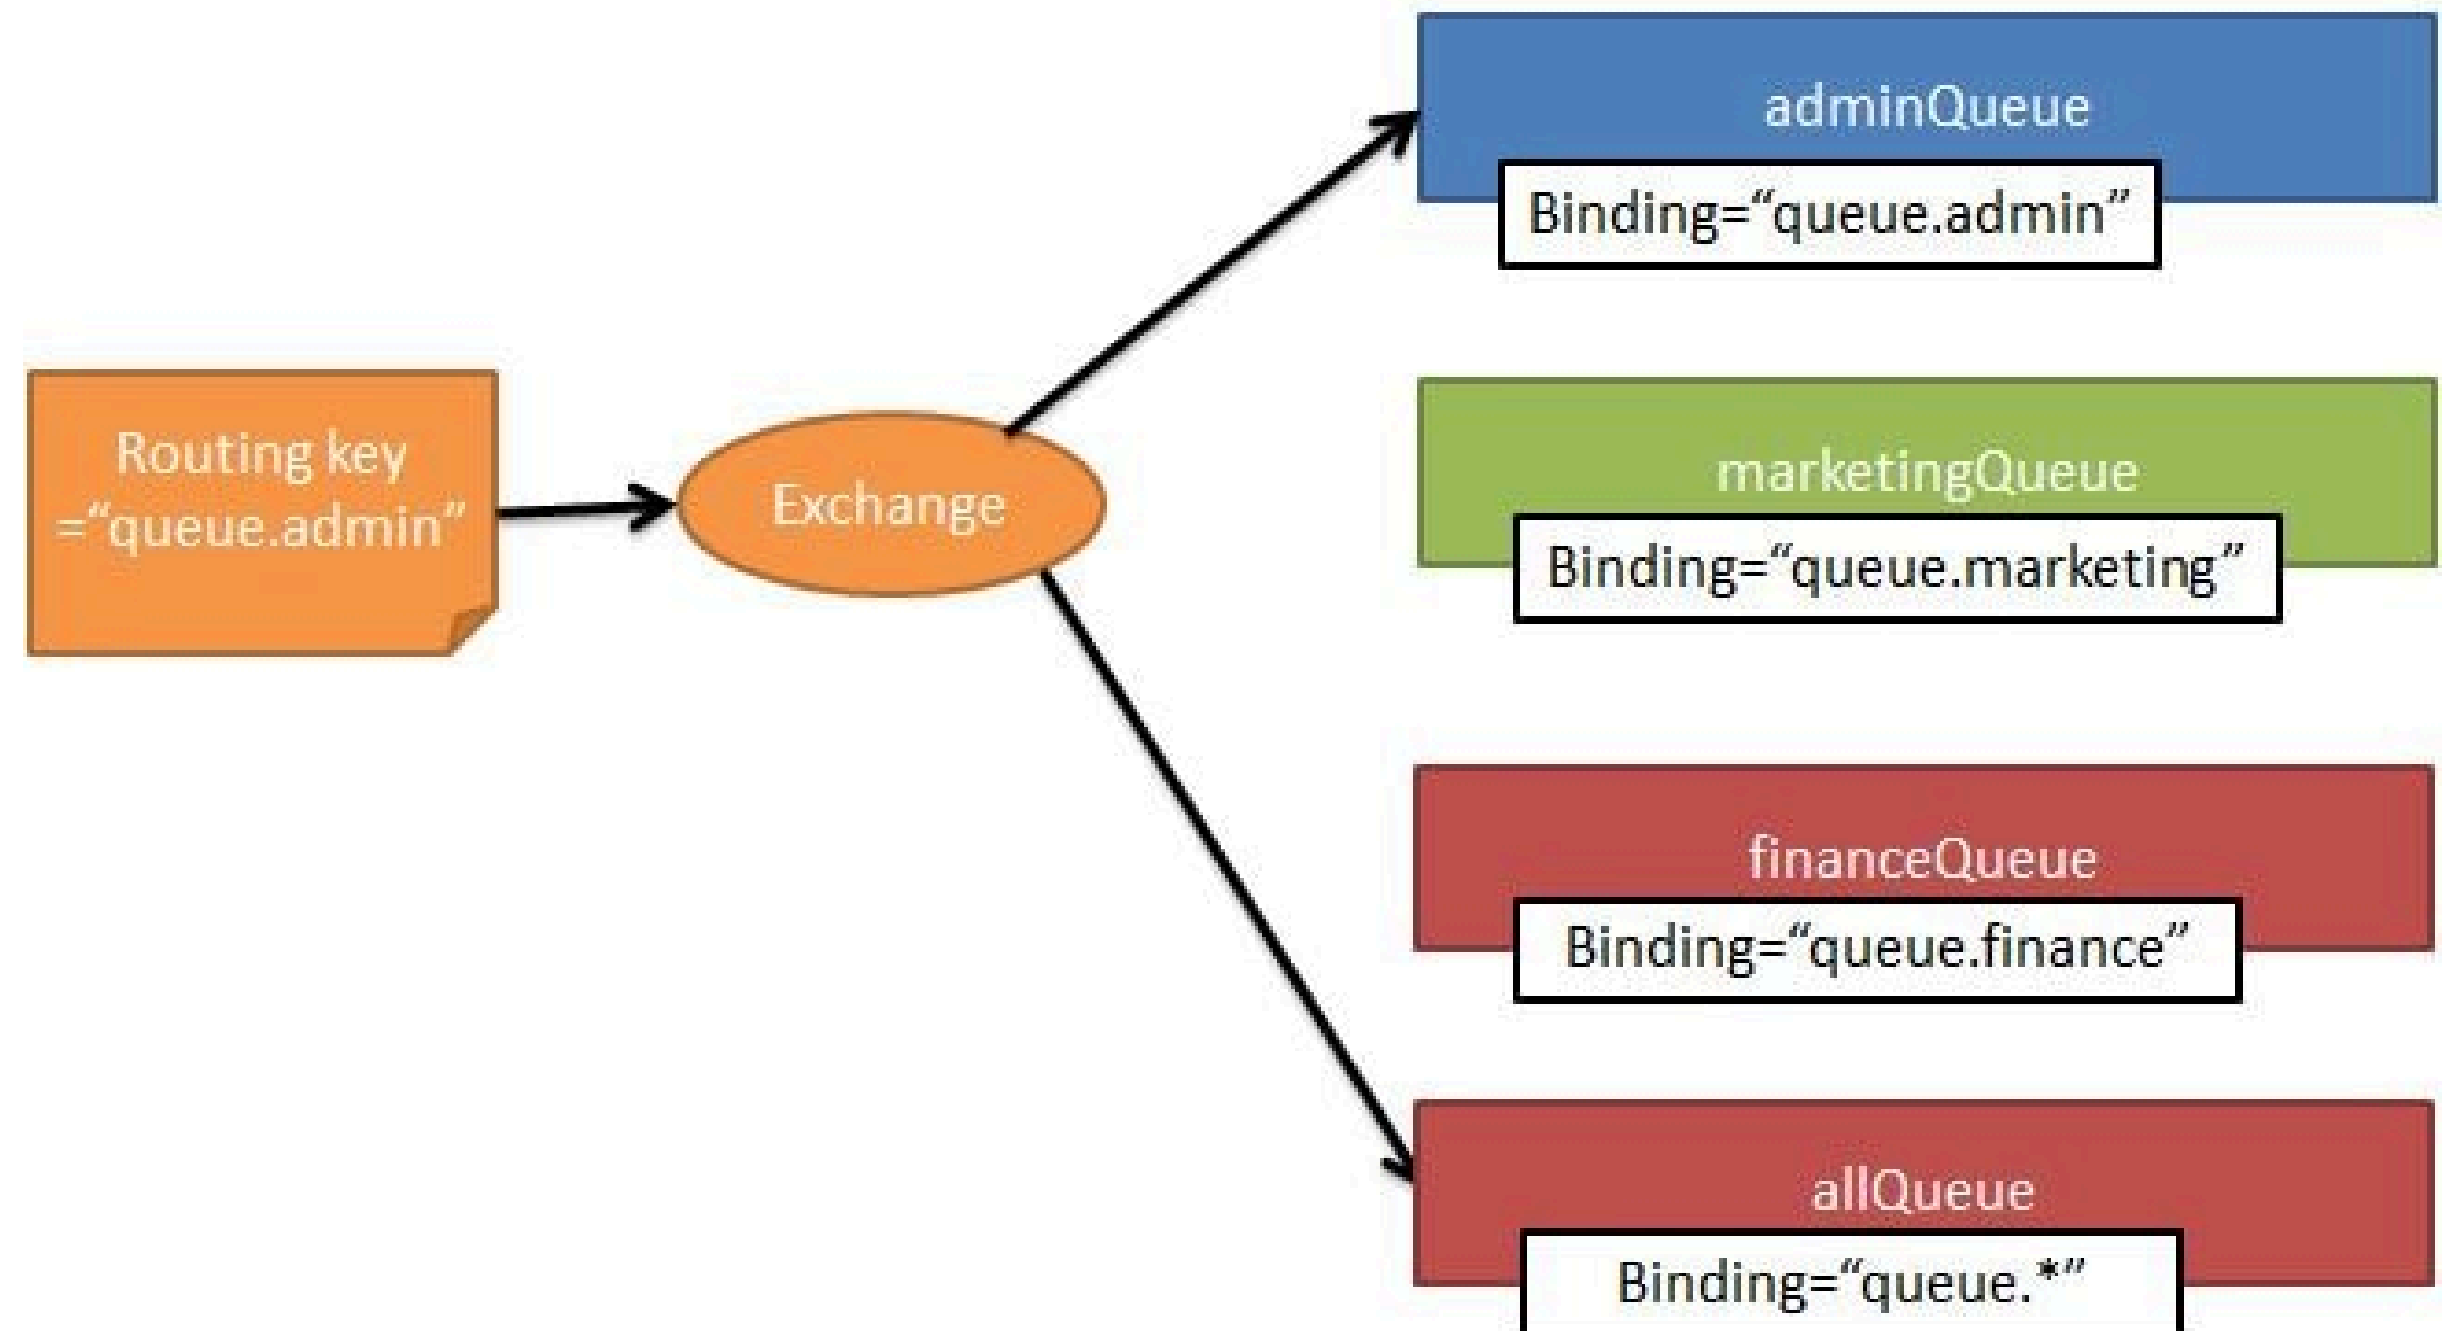 Routing key
=“queue.admin”
Exchange
adminQueue
Binding=“queue.admin”
marketingQueue
Binding=“queue.marketing”
financeQueue
Binding=“queue.finance”
allQueue
Binding=“queue.*”